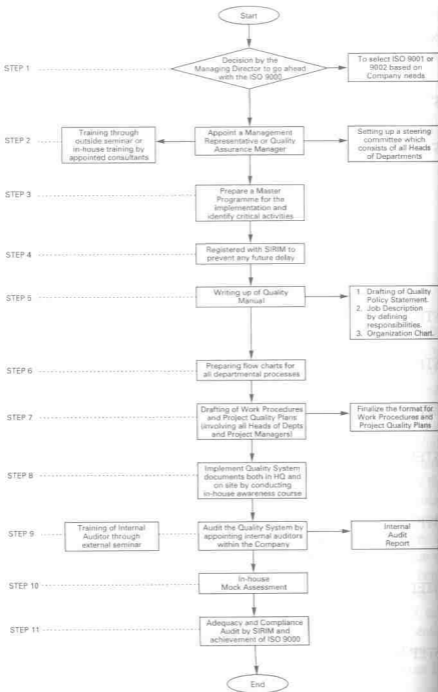 Start
STEP 1
Decision by the
Managing Director to go ahead
with the ISO 9000
To select ISO 9001 or
9002 based on
Company needs
STEP 2
Training through
outside seminar or
in-house training by
appointed consultants
Appoint a Management
Representative or Quality
Assurance Manager
Setting up a steering
committee which
consists of all Heads
of Departments
STEP 3
Prepare a Master
Programme for the
implementation and
identify critical activities
STEP 4
Registered with SIRIM to
prevent any future delay
STEP 5
Writing up of Quality
Manual
1. Drafting of Quality
Policy Statement.
2. Job Description
by defining
responsibilities.
3. Organization Chart.
STEP 6
Preparing flow charts for
all departmental processes
STEP 7
Drafting of Work Procedures
and Project Quality Plans
(involving all Heads of Depts
and Project Managers)
Finalize the format for
Work Procedures and
Project Quality Plans
STEP 8
Implement Quality System
documents both in HQ and
on site by conducting
in-house awareness course
STEP 9
Training of Internal
Auditor through
external seminar
Audit the Quality System by
appointing internal auditors
within the Company
Internal
Audit
Report
STEP 10
In-house
Mock Assessment
STEP 11
Adequacy and Compliance
Audit by SIRIM and
achievement of ISO 9000
End